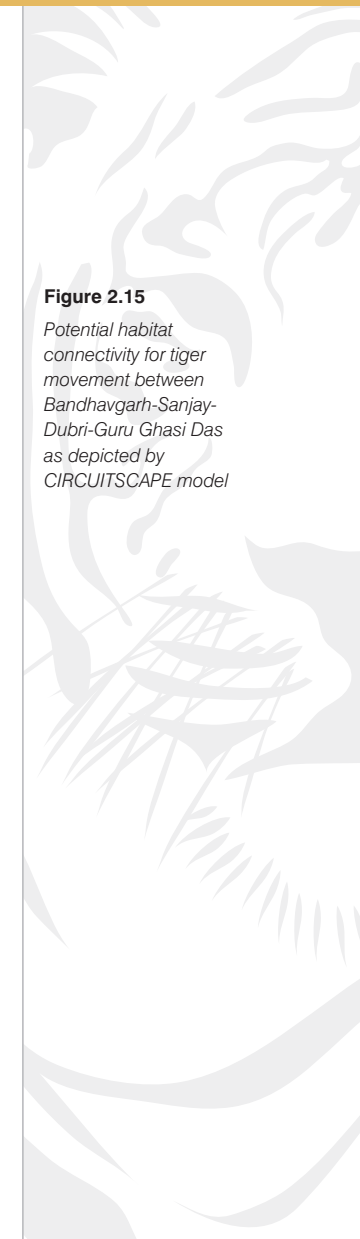 Figure 2.15
Potential habitat
connectivity for tiger
movement between
Bandhavgarh-Sanjay-
Dubri-Guru Ghasi Das
as depicted by
CIRCUITSCAPE model